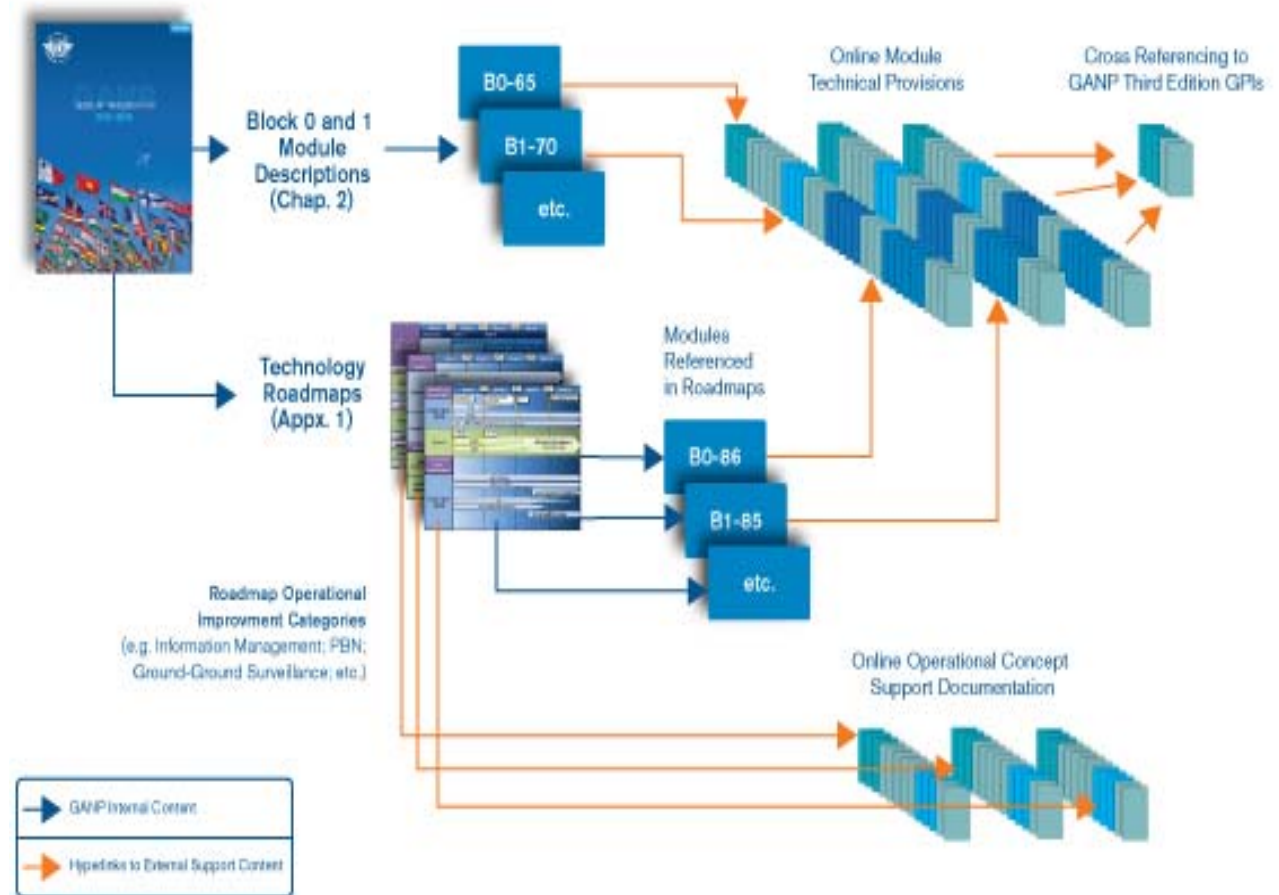 Block 0 and 1
Module
Descriptions
(Chap. 2)
B0-65
B1-70
etc.
Online Module
Technical Provisions
Cross Referencing to
GANP Third Edition GPIs
Technology
Roadmaps
(Appx. 1)
Modules
Referenced
in Roadmaps
B0-86
B1-85
etc.
Roadmap Operational
Improvment Categories
(e.g. Information Management; PBN;
Ground-Ground Surveillance; etc.)
Online Operational Concept
Support Documentation
GANP Internal Content
Hyperlinks to External Support Content